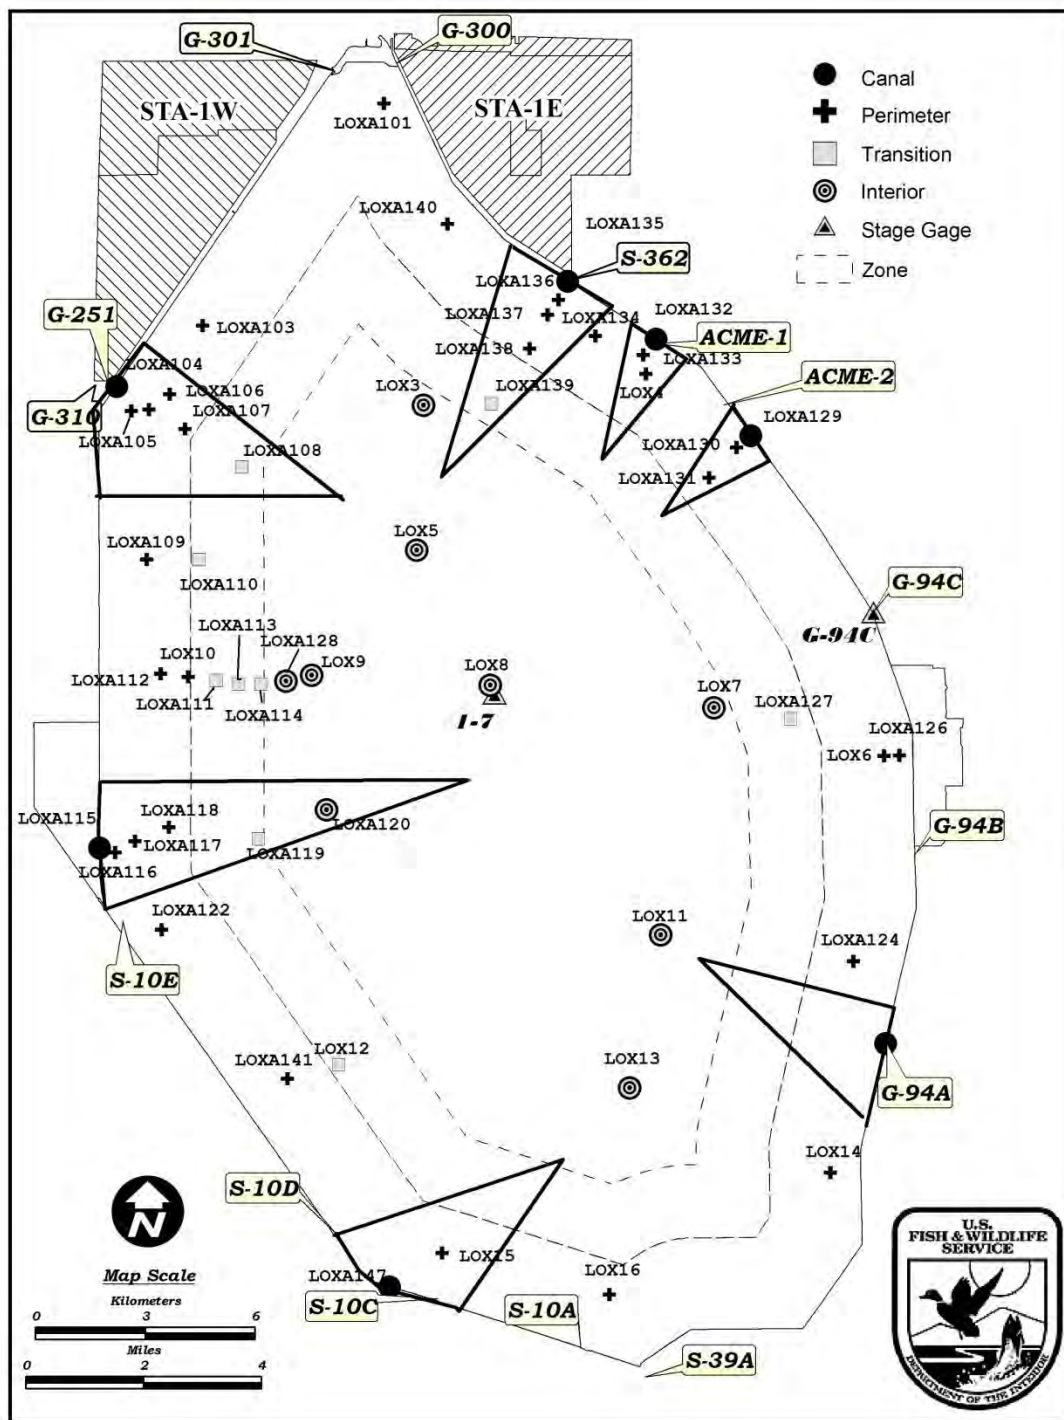 G-301
G-300
STA-1W
STA-1E
Canal
Perimeter
Transition
Interior
Stage Gage
Zone
LOXA101
LOXA140
LOXA135
S-362
LOXA136
G-251
LOXA137
LOXA134
LOXA132
LOXA103
ACME-1
LOXA138
LOXA133
LOXA104
ACME-2
LOX3
LOXA139
LOX4
LOXA106
G-310
LOXA107
LOXA129
LOXA105
LOXA130
LOXA108
LOXA131
LOX5
LOXA109
LOXA110
G-94C
LOXA113
G-94C
LOX10
LOXA128
LOXA112
LOX9
LOX8
LOXA111
LOXA114
LOX7
1-7
LOXA127
LOXA126
LOX6
LOXA118
LOXA115
LOXA120
G-94B
LOXA117
LOXA119
LOXA116
LOXA122
LOX11
LOXA124
S-10E
LOX12
LOXA141
LOX13
G-94A
LOX14
S-10D
N
LOX15
LOXA147
LOX16
S-10C
S-10A
S-39A
Map Scale
Kilometers
0 3 6
Miles
0 2 4
U.S.
FISH & WILDLIFE
SERVICE
DEPARTMENT OF THE INTERIOR